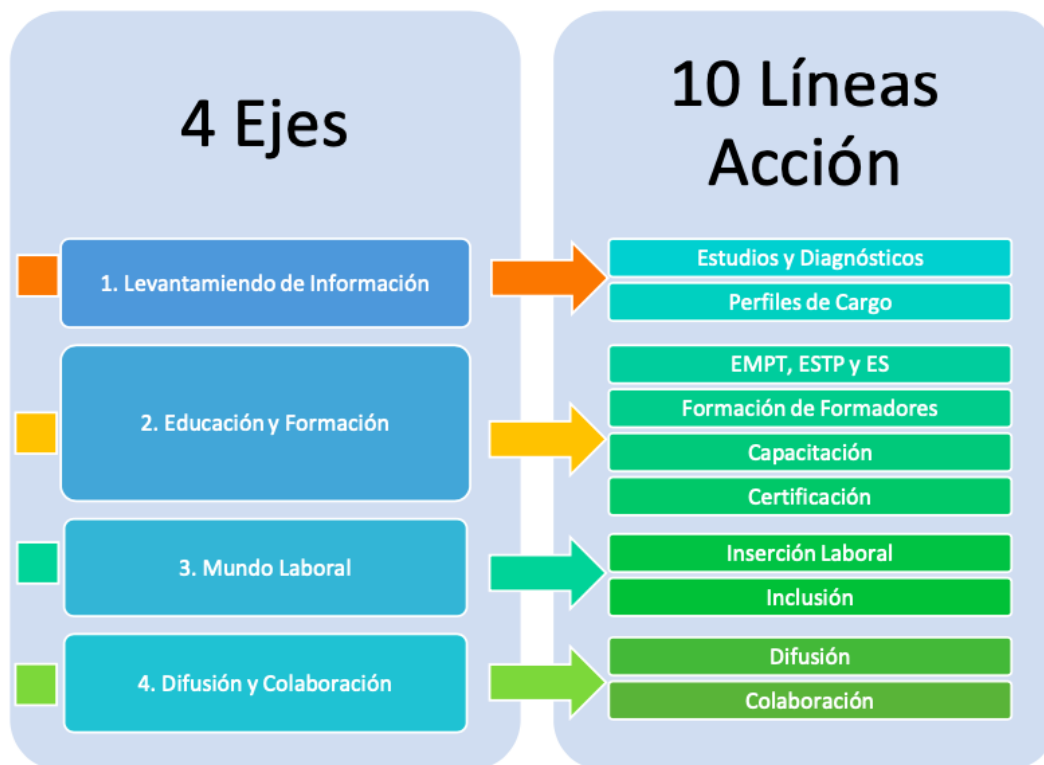 4 Ejes
1. Levantamiendo de Información
2. Educación y Formación
3. Mundo Laboral
4. Difusión y Colaboración
10 Líneas
Acción
Estudios y Diagnósticos
Perfiles de Cargo
EMPT, ESTP y ES
Formación de Formadores
Capacitación
Certificación
Inserción Laboral
Inclusión
Difusión
Colaboración